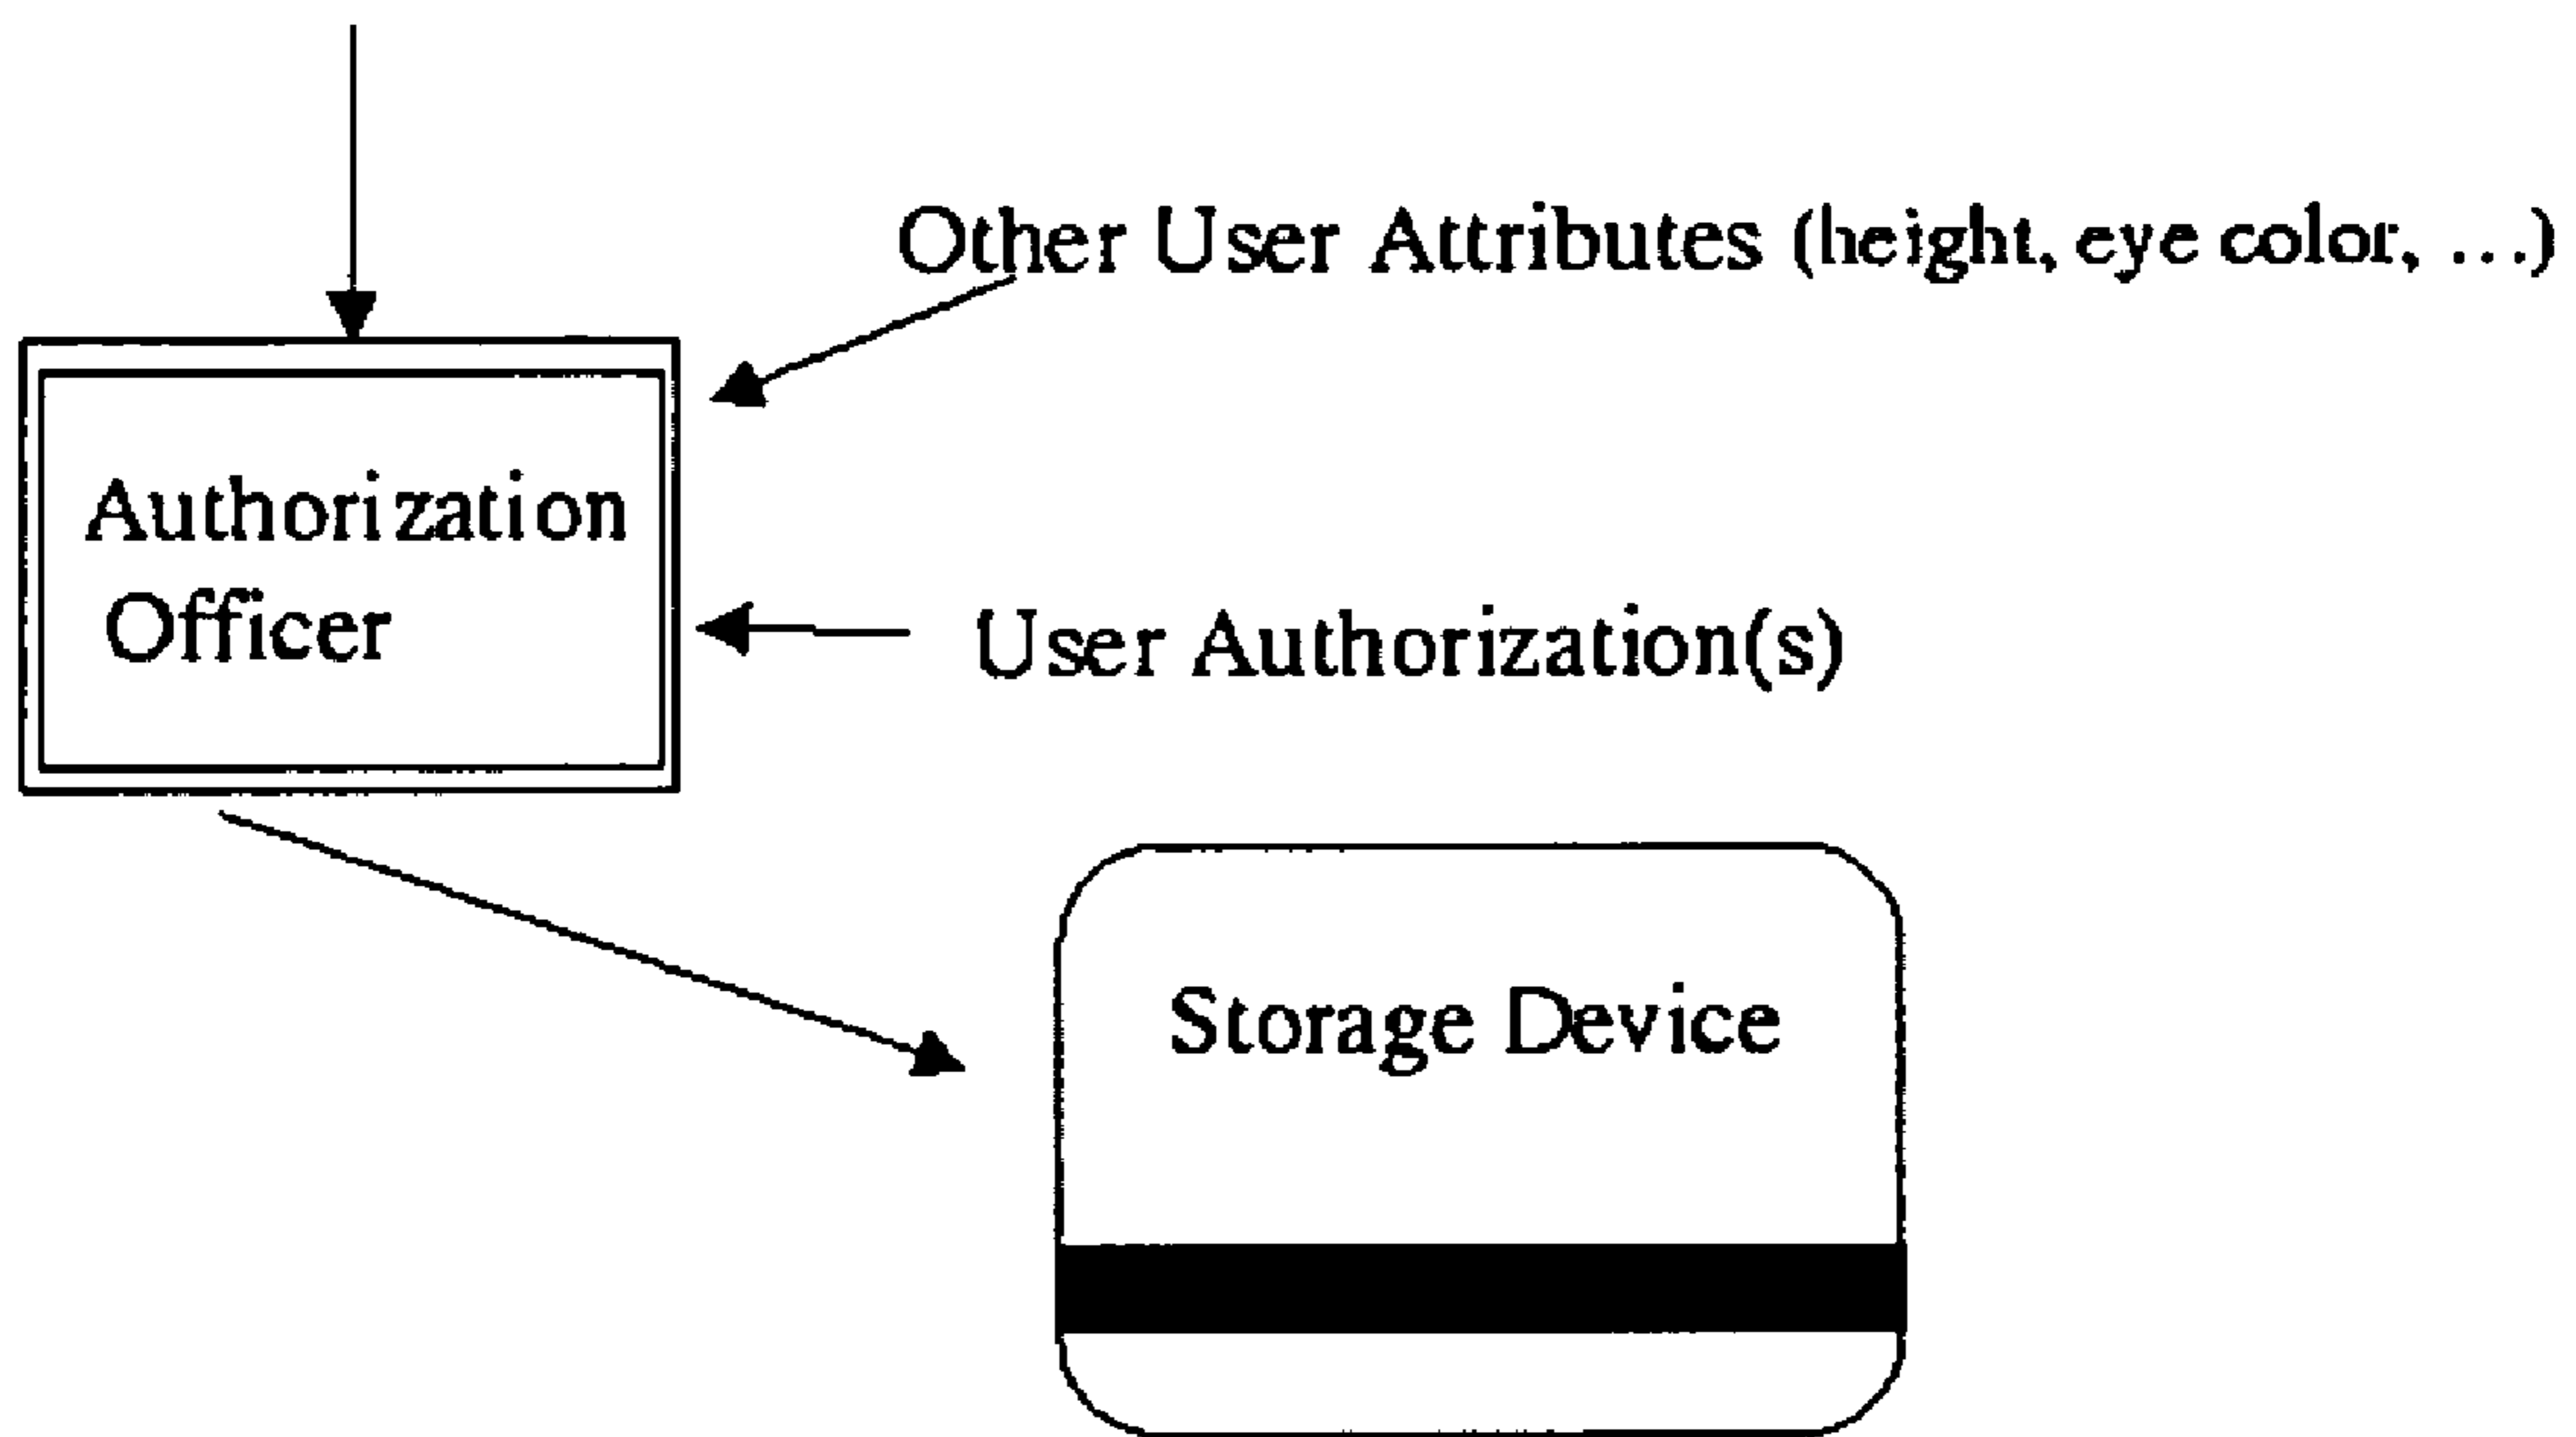 Other User Attributes (height, eye color, ...)
Authorization
Officer
User Authorization(s)
Storage Device